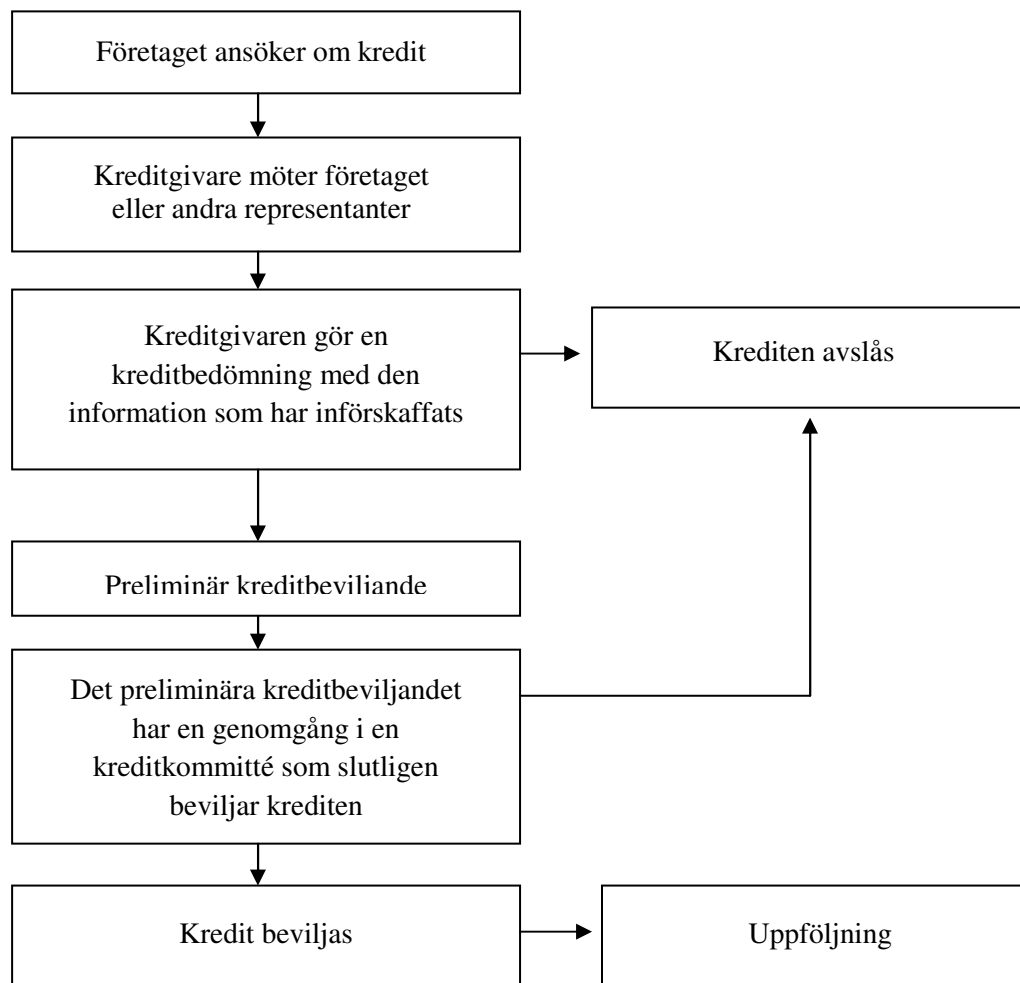 Företaget ansöker om kredit
Kreditgivare möter företaget
eller andra representanter
Kreditgivaren gör en
kreditbedömning med den
information som har införskaffats
Krediten avslås
Preliminär kreditbeviljande
Det preliminära kreditbeviljandet
har en genomgång i en
kreditkommitté som slutligen
beviljar krediten
Kredit beviljas
Uppföljning